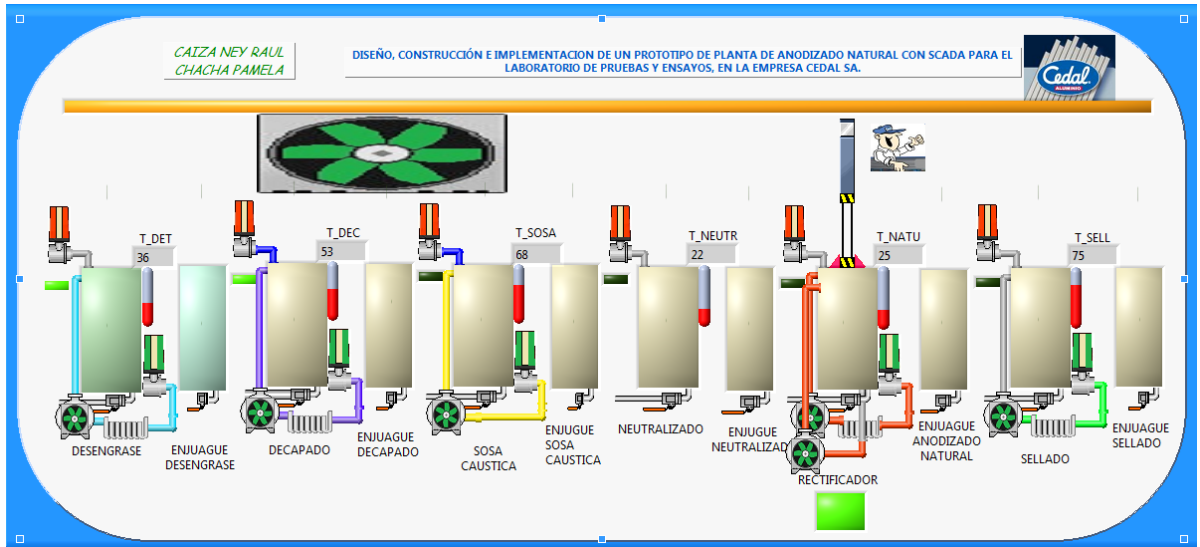 CAIZA NEY RAUL
CHACHA PAMELA
DISEÑO, CONSTRUCCIÓN E IMPLEMENTACION DE UN PROTOTIPO DE PLANTA DE ANODIZADO NATURAL CON SCADA PARA EL
LABORATORIO DE PRUEBAS Y ENSAYOS, EN LA EMPRESA CEDAL SA.
Cedal
ALUMINIO
T_DET
36
T_DEC
53
T_SOSA
68
T_NEUTR
22
T_NATU
25
T_SELL
75
DESENGRASE
ENJUAGUE
DESENGRASE
DECAPADO
ENJUAGUE
DECAPADO
SOSA
CAUSTICA
ENJUGUE
SOSA
CAUSTICA
NEUTRALIZADO
ENJUGUE
NEUTRALIZAD
RECTIFICADOR
ENJUAGUE
ANODIZADO
NATURAL
SELLADO
ENJUAGUE
SELLADO